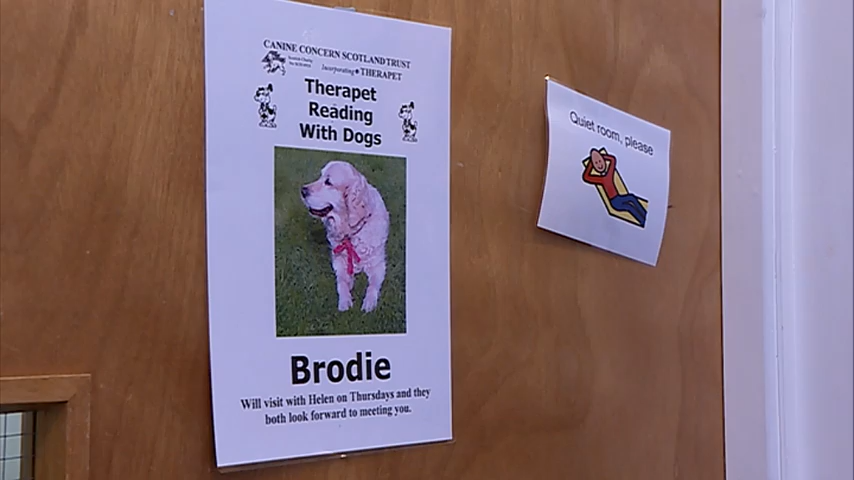 CANINE CONCERN SCOTLAND TRUST
Incorporating THERAPET
Therapet
Reading
With Dogs
Brodie
Will visit with Helen on Thursdays and they
both look forward to meeting you.
Quiet room, please